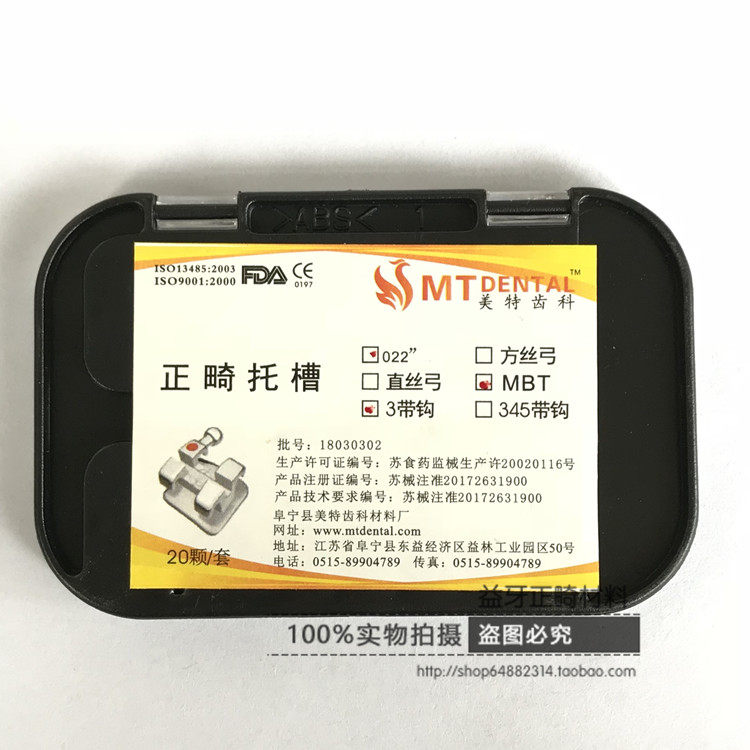 >ABS< 1
ISO13485:2003
ISO9001:2000
FDA CE
0197
MT DENTAL™
美特齿科
正畸托槽
022”
方丝弓
直丝弓
MBT
3带钩
345带钩
批号：18030302
生产许可证编号：苏食药监械生产许20020116号
产品注册证编号：苏械注准20172631900
产品技术要求编号：苏械注准20172631900
阜宁县美特齿科材料厂
网址：www.mtdental.com
地址：江苏省阜宁县东益经济区益林工业园区50号
电话：0515-89904789 传真：0515-89904789
20颗/套
益牙正畸材料
100%实物拍摄 盗图必究
http://shop64882314.taobao.com